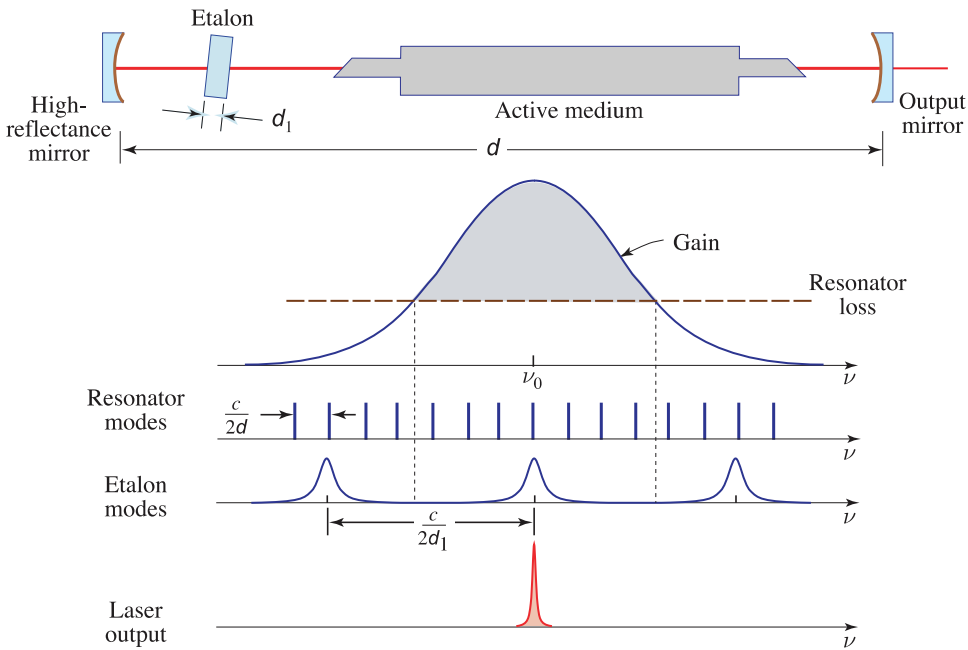 Etalon
High-
reflectance
mirror
d₁
Active medium
Output
mirror
d
Gain
Resonator
loss
ν₀
ν
Resonator
modes
c/2d
ν
Etalon
modes
ν
c/2d₁
Laser
output
ν